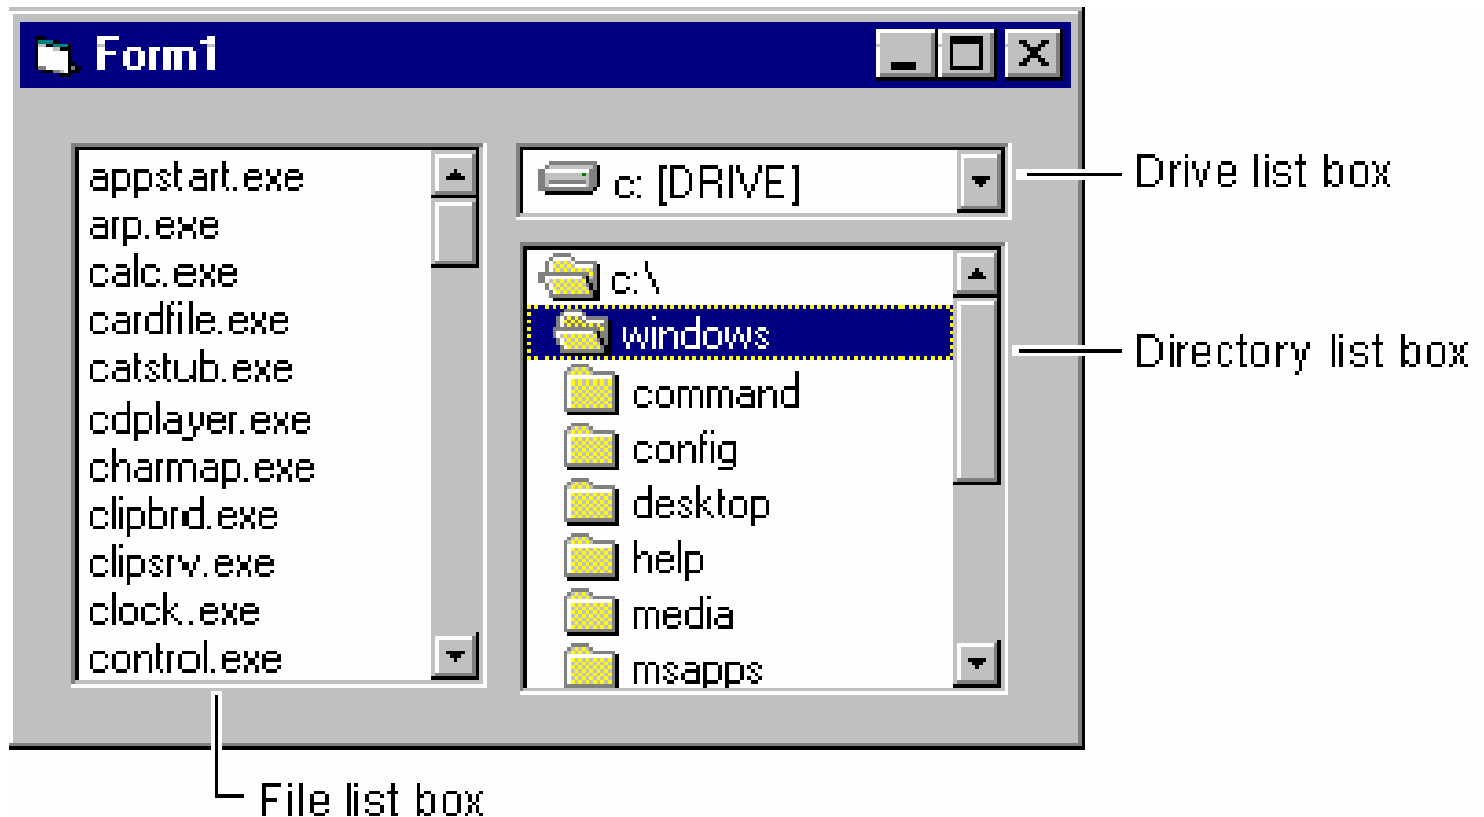 Form1
appstart.exe
arp.exe
calc.exe
cardfile.exe
catstub.exe
cdplayer.exe
charmap.exe
clipbrd.exe
clipsrv.exe
clock.exe
control.exe
c: [DRIVE]
c:\
windows
command
config
desktop
help
media
msapps
Drive list box
Directory list box
File list box